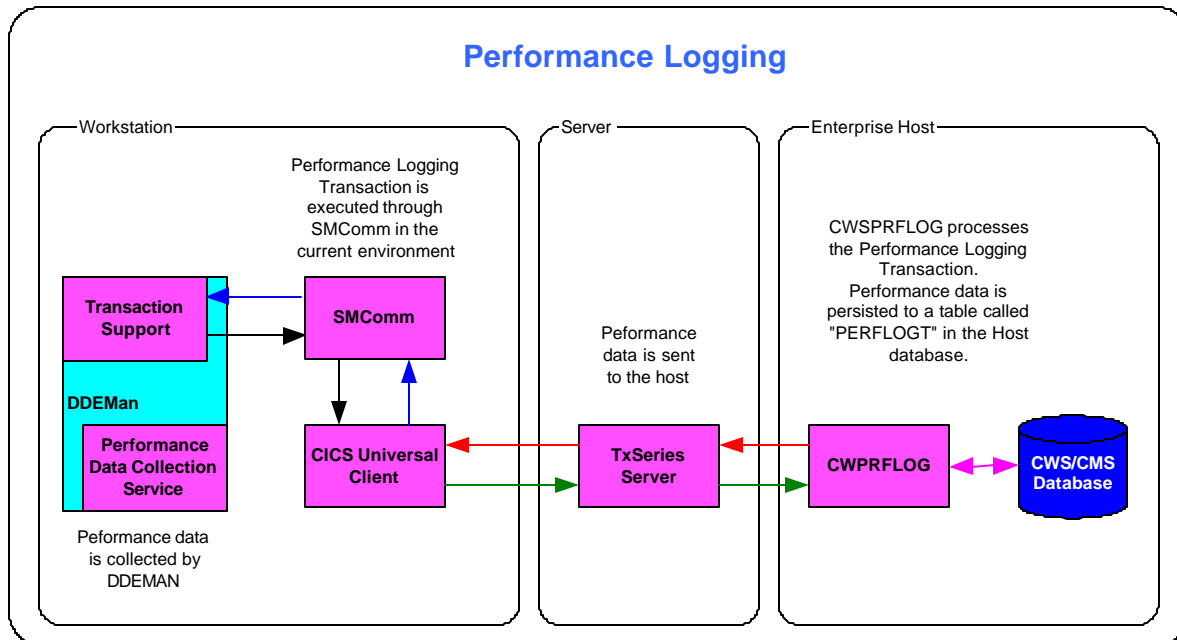 Performance Logging
Workstation
Server
Enterprise Host
Performance Logging
Transaction is
executed through
SMComm in the
current environment
CWSPRFLOG processes
the Performance Logging
Transaction.
Performance data is
persisted to a table called
"PERFLOGT" in the Host
database.
Transaction
Support
SMComm
Peformance
data is sent
to the host
DDEMan
Performance
Data Collection
Service
CICS Universal
Client
TxSeries
Server
CWPRFLOG
CWS/CMS
Database
Peformance data
is collected by
DDEMAN